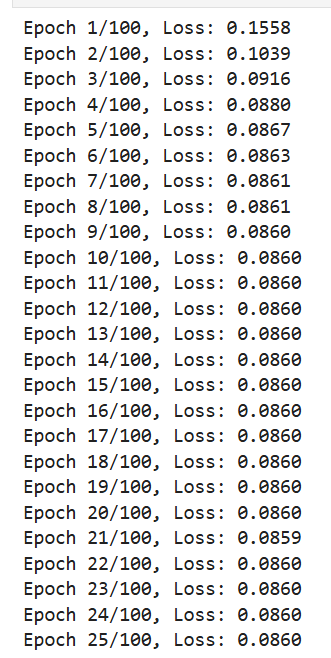 Epoch 1/100, Loss: 0.1558
Epoch 2/100, Loss: 0.1039
Epoch 3/100, Loss: 0.0916
Epoch 4/100, Loss: 0.0880
Epoch 5/100, Loss: 0.0867
Epoch 6/100, Loss: 0.0863
Epoch 7/100, Loss: 0.0861
Epoch 8/100, Loss: 0.0861
Epoch 9/100, Loss: 0.0860
Epoch 10/100, Loss: 0.0860
Epoch 11/100, Loss: 0.0860
Epoch 12/100, Loss: 0.0860
Epoch 13/100, Loss: 0.0860
Epoch 14/100, Loss: 0.0860
Epoch 15/100, Loss: 0.0860
Epoch 16/100, Loss: 0.0860
Epoch 17/100, Loss: 0.0860
Epoch 18/100, Loss: 0.0860
Epoch 19/100, Loss: 0.0860
Epoch 20/100, Loss: 0.0860
Epoch 21/100, Loss: 0.0859
Epoch 22/100, Loss: 0.0860
Epoch 23/100, Loss: 0.0860
Epoch 24/100, Loss: 0.0860
Epoch 25/100, Loss: 0.0860